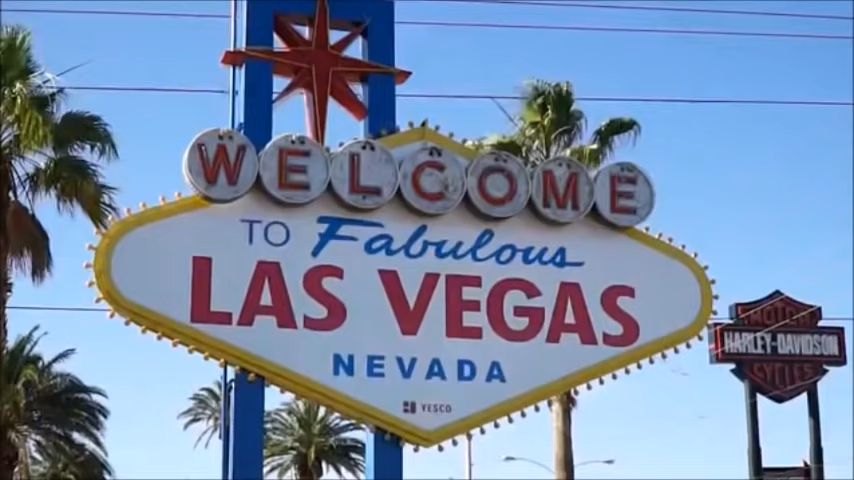 WELCOME
TO Fabulous
LAS VEGAS
NEVADA
YESCO
MOTOR
HARLEY-DAVIDSON
CYCLES